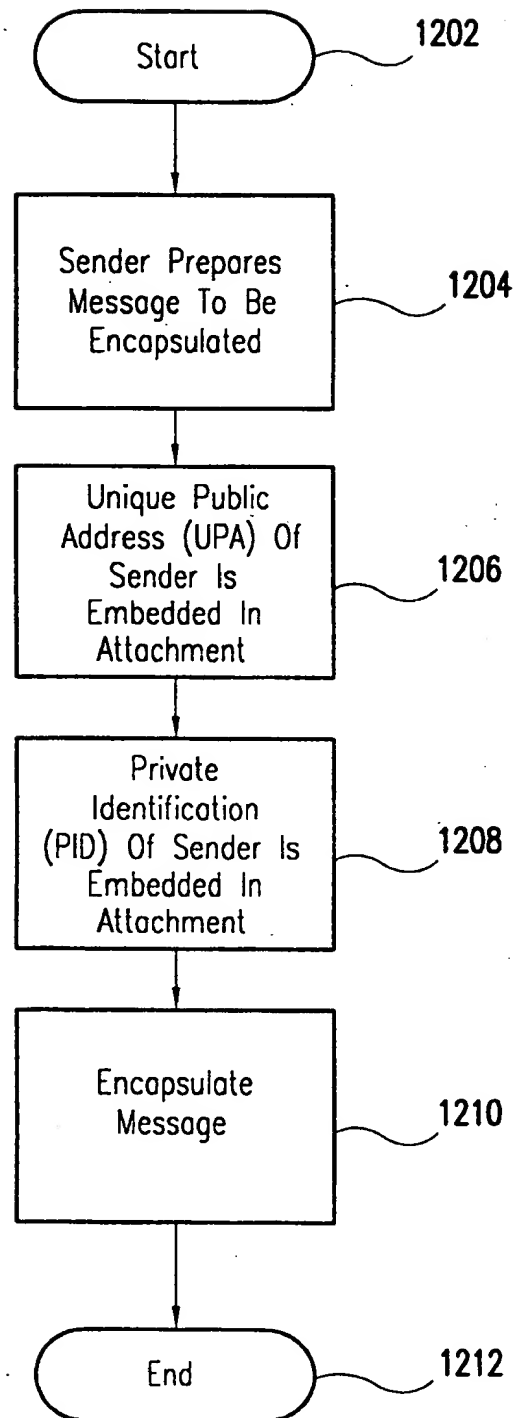 Start
1202
Sender Prepares
Message To Be
Encapsulated
1204
Unique Public
Address (UPA) Of
Sender Is
Embedded In
Attachment
1206
Private
Identification
(PID) Of Sender Is
Embedded In
Attachment
1208
Encapsulate
Message
1210
End
1212